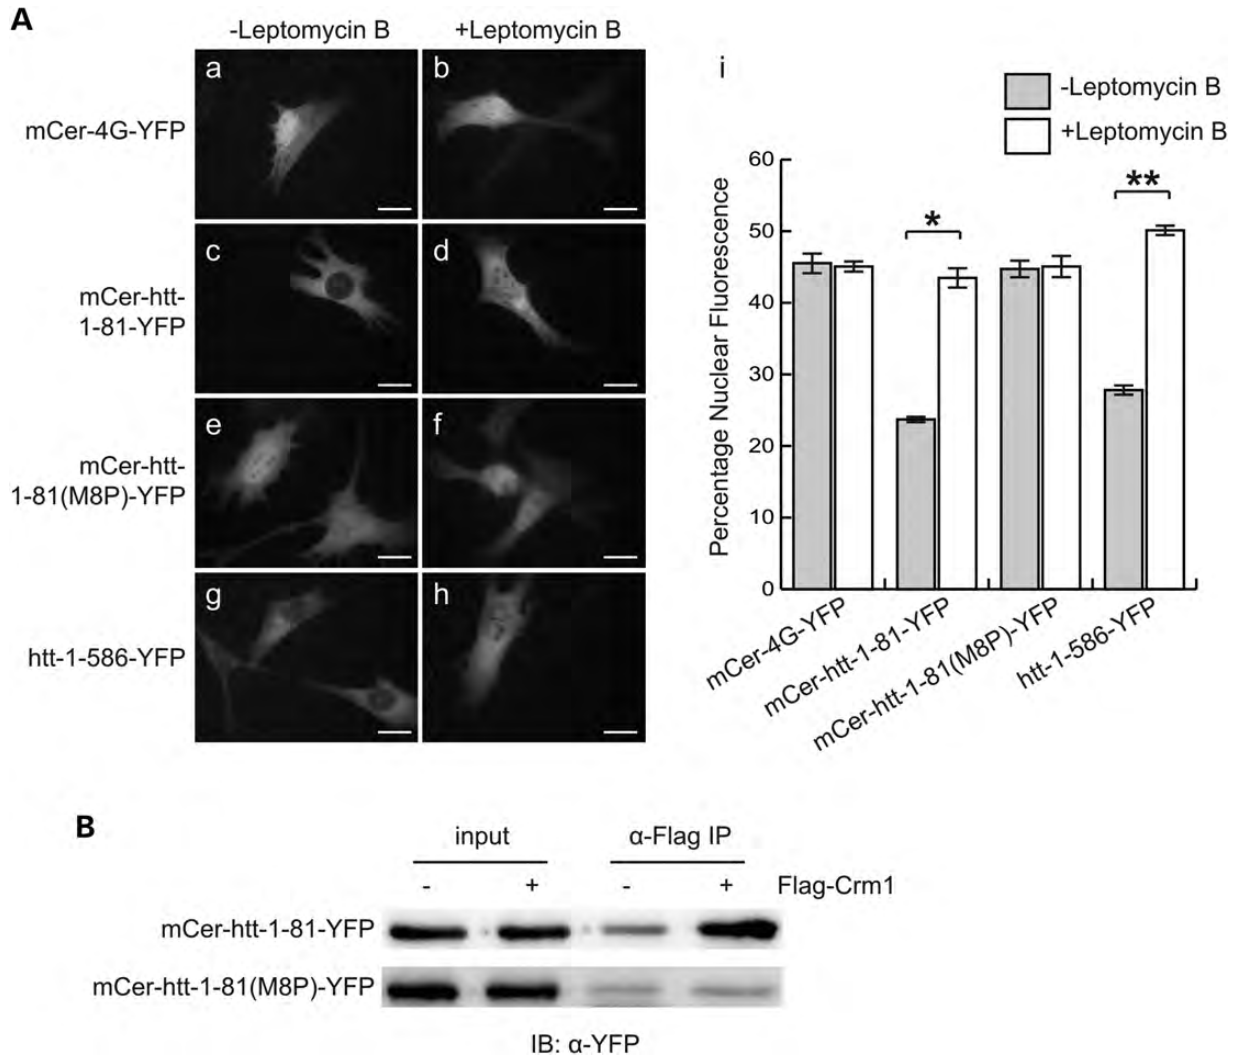 A
-Leptomycin B
+Leptomycin B
mCer-4G-YFP
a
b
mCer-htt-
1-81-YFP
c
d
mCer-htt-
1-81(M8P)-YFP
e
f
htt-1-586-YFP
g
h
i
-Leptomycin B
+Leptomycin B
Percentage Nuclear Fluorescence
60
50
40
30
20
10
0
*
**
mCer-4G-YFP
mCer-htt-1-81-YFP
mCer-htt-1-81(M8P)-YFP
htt-1-586-YFP
B
input
α-Flag IP
- + - + Flag-Crm1
mCer-htt-1-81-YFP
mCer-htt-1-81(M8P)-YFP
IB: α-YFP